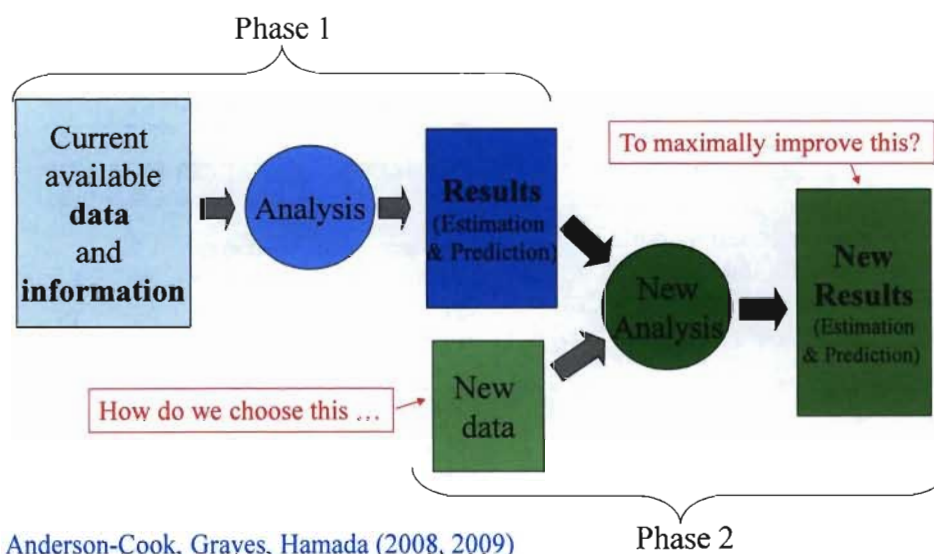 Phase 1
Current
available
data
and
information
Analysis
Results
(Estimation
& Prediction)
To maximally improve this?
New
Analysis
New
Results
(Estimation
& Prediction)
How do we choose this ...
New
data
Phase 2
Anderson-Cook, Graves, Hamada (2008, 2009)